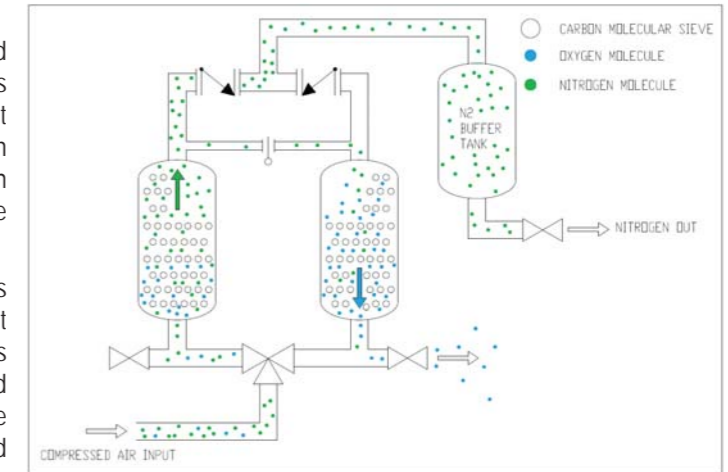 d
s
t
n
n
e
s
t
s
d
e
d
CARBON MOLECULAR SIEVE
OXYGEN MOLECULE
NITROGEN MOLECULE
N2
BUFFER
TANK
NITROGEN OUT
COMPRESSED AIR INPUT